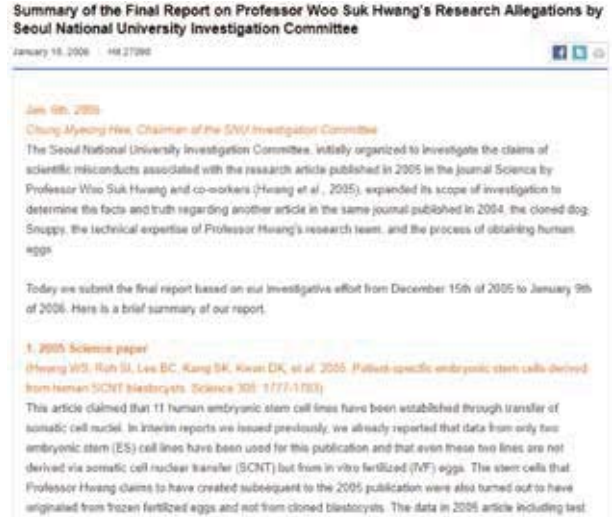 Summary of the Final Report on Professor Woo Suk Hwang's Research Allegations by
Seoul National University Investigation Committee
January 10, 2006 Hit 27090
Jan. 6th, 2006
Chung Myeong Hee, Chairman of the SNU Investigation Committee
The Seoul National University Investigation Committee, initially organized to investigate the claims of
scientific misconducts associated with the research article published in 2005 in the journal Science by
Professor Woo Suk Hwang and co-workers (Hwang et al., 2005), expanded its scope of investigation to
determine the facts and truth regarding another article in the same journal published in 2004, the cloned dog
Snuppy, the technical expertise of Professor Hwang's research team, and the process of obtaining human
eggs
Today we submit the final report based on our investigative effort from December 15th of 2005 to January 9th
of 2006. Here is a brief summary of our report.
1. 2005 Science paper
(Hwang WS, Roh SI, Lee BC, Kang SK, Kwon DK, et al. 2005. Patient-specific embryonic stem cells derived
from human SCNT blastocysts. Science 308: 1777-1783)
This article claimed that 11 human embryonic stem cell lines have been established through transfer of
somatic cell nuclei. In interim reports we issued previously, we already reported that data from only two
embryonic stem (ES) cell lines have been used for this publication and that even these two lines are not
derived via somatic cell nuclear transfer (SCNT) but from in vitro fertilized (IVF) eggs. The stem cells that
Professor Hwang claims to have created subsequent to the 2005 publication were also turned out to have
originated from frozen fertilized eggs and not from cloned blastocysts. The data in 2005 article including test